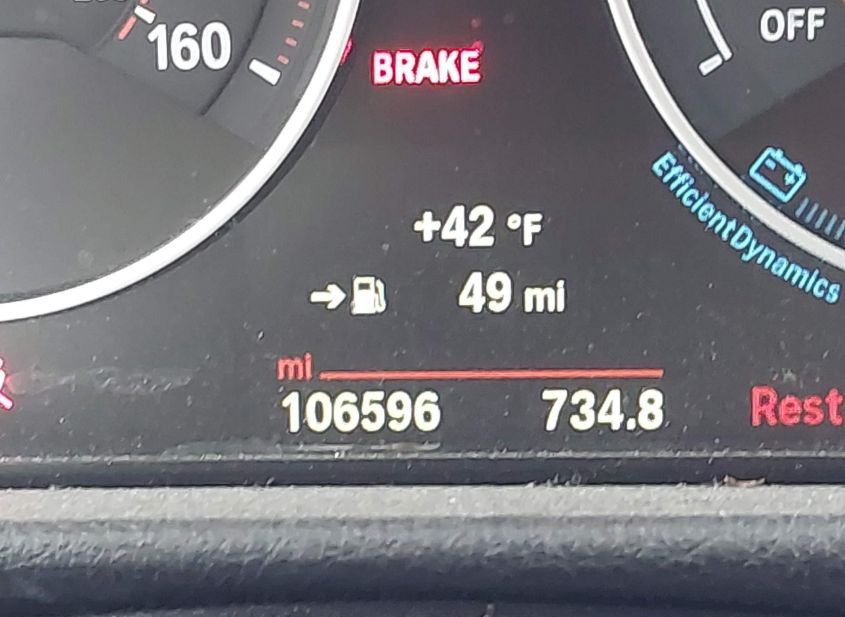 160
OFF
BRAKE
EfficientDynamics
+42 °F
49 mi
mi
106596 734.8
Rest